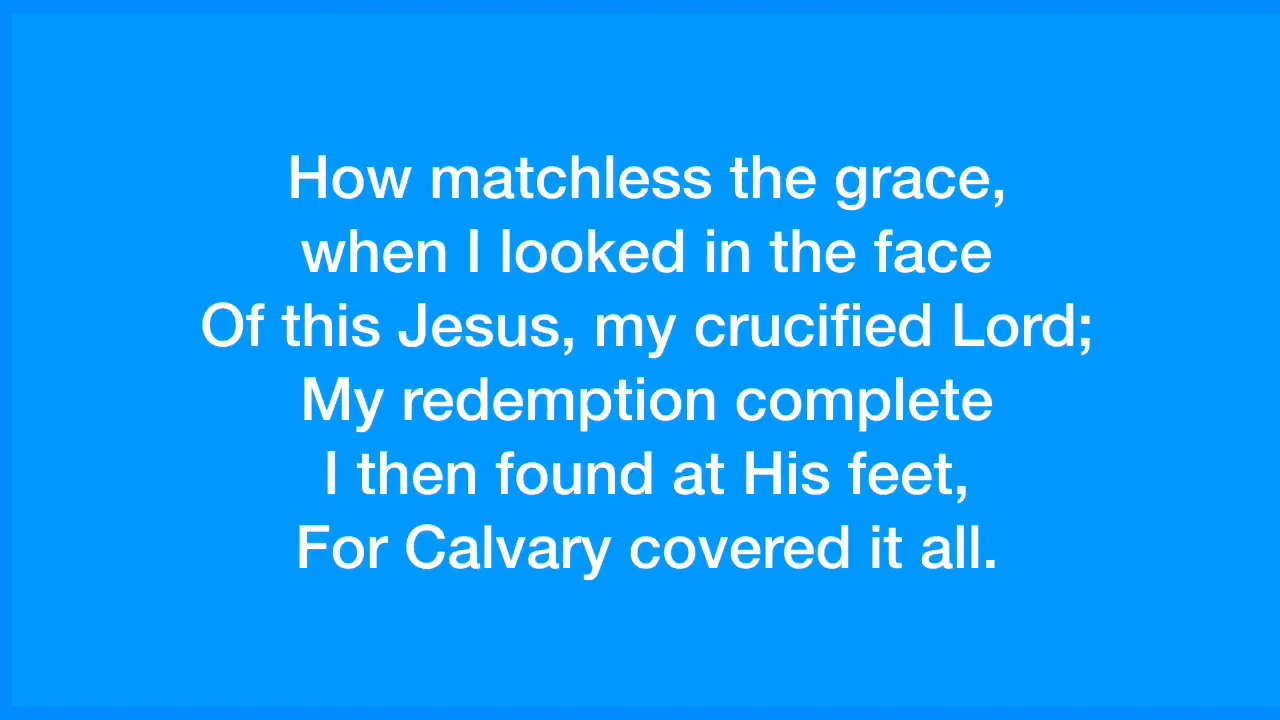 How matchless the grace,
when I looked in the face
Of this Jesus, my crucified Lord;
My redemption complete
I then found at His feet,
For Calvary covered it all.